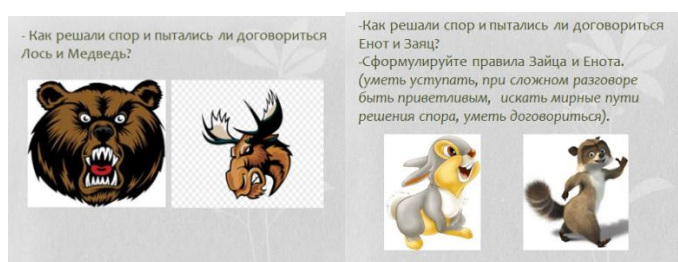 - Как решали спор и пытались ли договориться
Лось и Медведь?
-Как решали спор и пытались ли договориться
Енот и Заяц?
-Сформулируйте правила Зайца и Енота.
(уметь уступать, при сложном разговоре
быть приветливым, искать мирные пути
решения спора, уметь договориться).